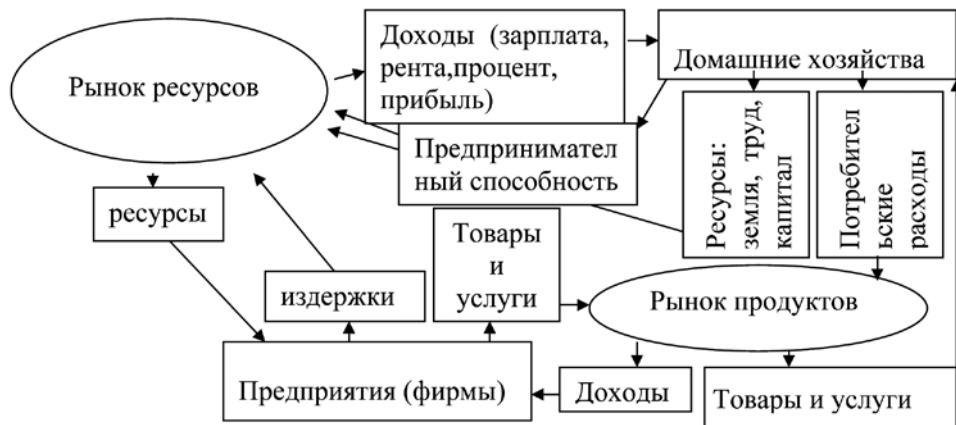 Рынок ресурсов
Доходы (зарплата,
рента,процент,
прибыль)
Домашние хозяйства
Предпринимател
ный способность
Ресурсы:
земля, труд,
капитал
Потребител
ьские
расходы
ресурсы
Товары
и
услуги
издержки
Рынок продуктов
Предприятия (фирмы)
Доходы
Товары и услуги